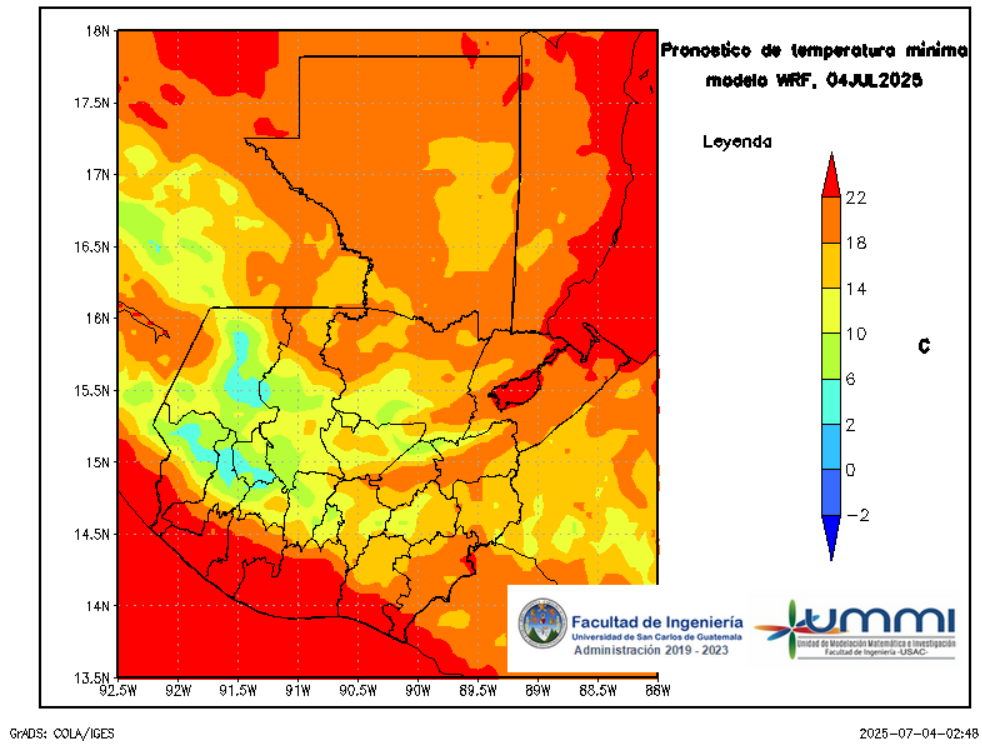 Pronostico de temperatura minima
modelo WRF, 04JUL2025
Leyenda
22
18
14
10
6
2
0
−2
C
18N
17.5N
17N
16.5N
16N
15.5N
15N
14.5N
14N
13.5N
92.5W 92W 91.5W 91W 90.5W 90W 89.5W 89W 88.5W 88W
Facultad de Ingeniería
Universidad de San Carlos de Guatemala
Administración 2019 - 2023
ummi
Unidad de Modelación Matemática e Investigación
Facultad de Ingeniería -USAC-
GrADS: COLA/IGES
2025-07-04-02:48